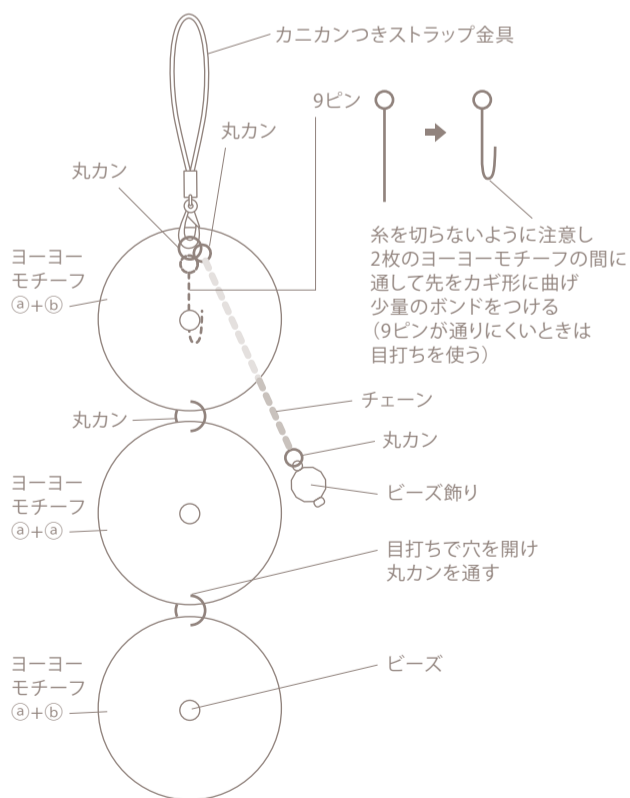 カニカンつきストラップ金具
9ピン
丸カン
丸カン
糸を切らないように注意し
2枚のヨーヨーモチーフの間に
通して先をカギ形に曲げ
少量のボンドをつける
(9ピンが通りにくいときは
目打ちを使う)
ヨーヨー
モチーフ
ⓐ+ⓑ
チェーン
丸カン
丸カン
ヨーヨー
モチーフ
ⓐ+ⓐ
ビーズ飾り
目打ちで穴を開け
丸カンを通す
ヨーヨー
モチーフ
ⓐ+ⓑ
ビーズ